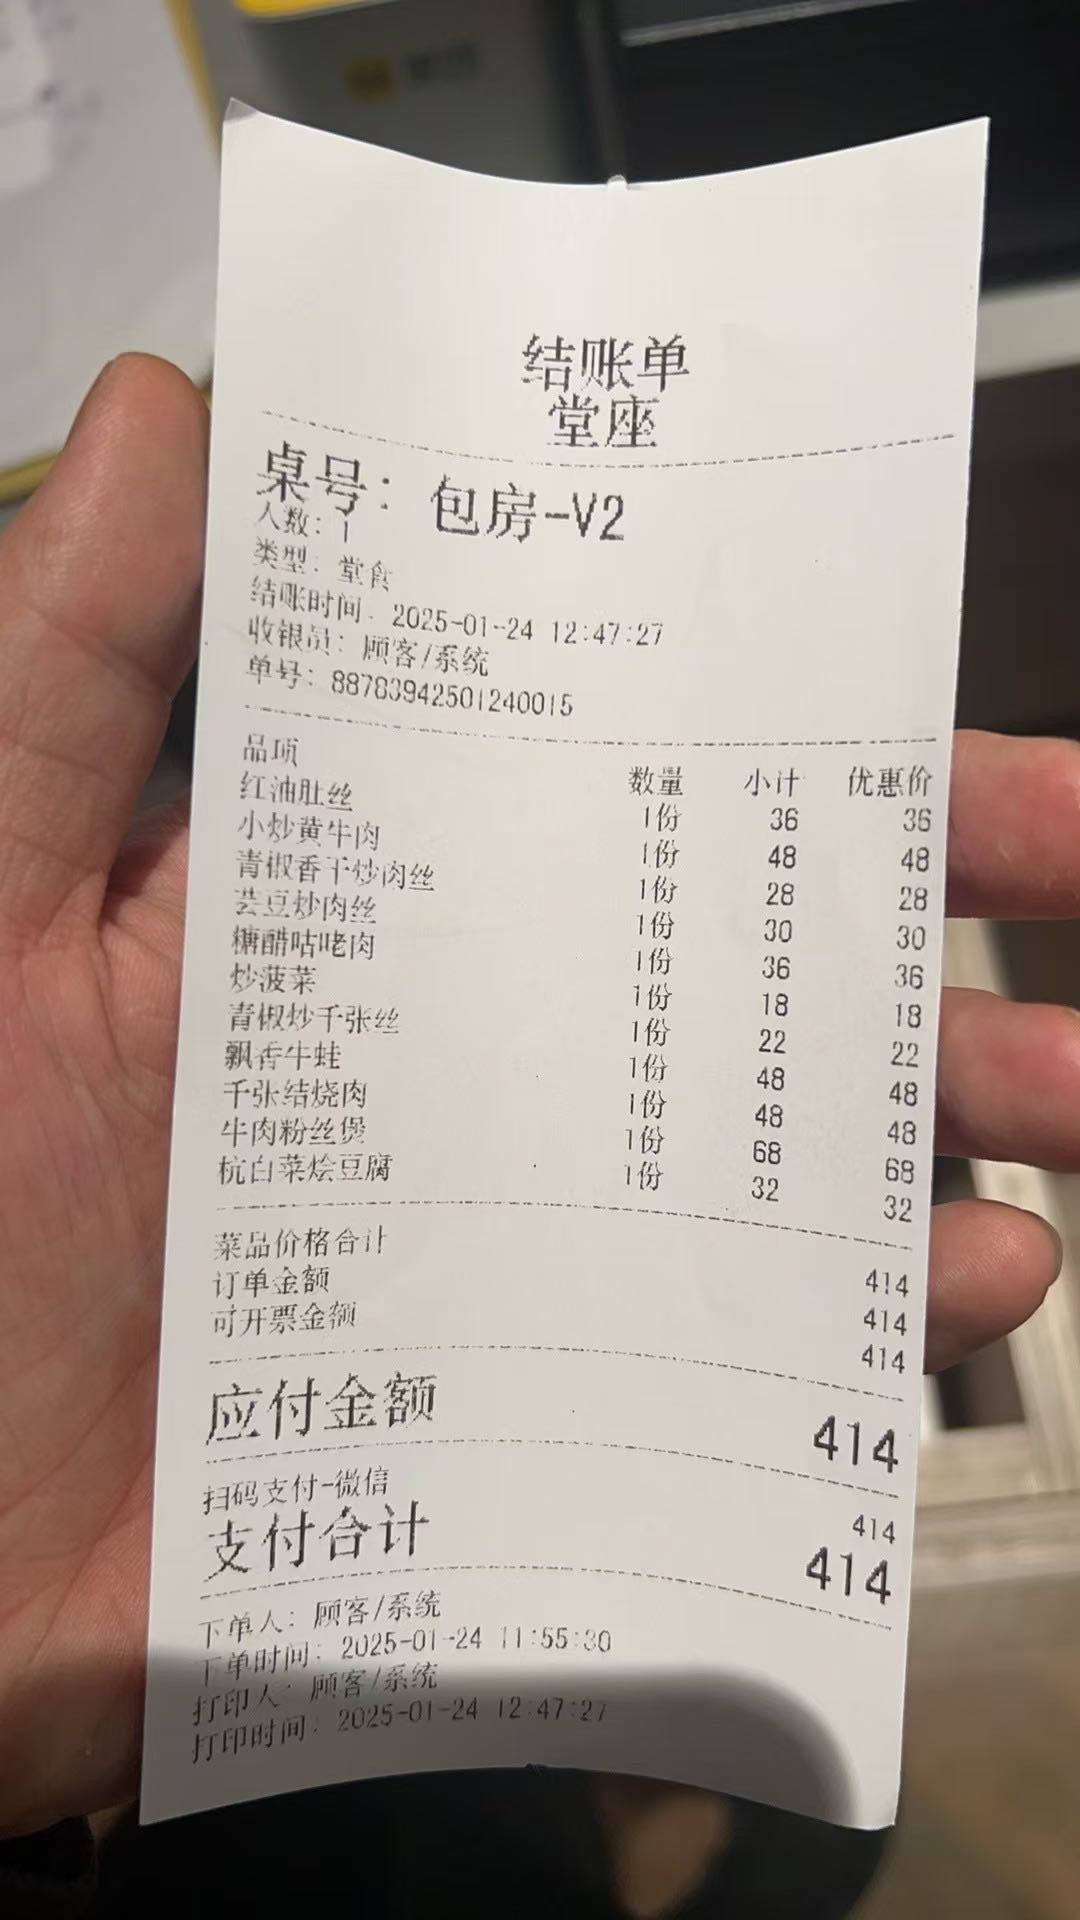 结账单
堂座
桌号: 包房-V2
人数: 1
类型: 堂食
结账时间: 2025-01-24 12:47:27
收银员: 顾客/系统
单号: 88783942501240015
品项 数量 小计 优惠价
红油肚丝 1份 36 36
小炒黄牛肉 1份 48 48
青椒香干炒肉丝 1份 28 28
芸豆炒肉丝 1份 30 30
糖醋咕咾肉 1份 36 36
炒菠菜 1份 18 18
青椒炒千张丝 1份 22 22
飘香牛蛙 1份 48 48
千张结烧肉 1份 48 48
牛肉粉丝煲 1份 68 68
杭白菜烩豆腐 1份 32 32
菜品价格合计 414
订单金额 414
可开票金额 414
应付金额 414
扫码支付-微信 414
支付合计 414
下单人: 顾客/系统
下单时间: 2025-01-24 11:55:30
打印人: 顾客/系统
打印时间: 2025-01-24 12:47:27